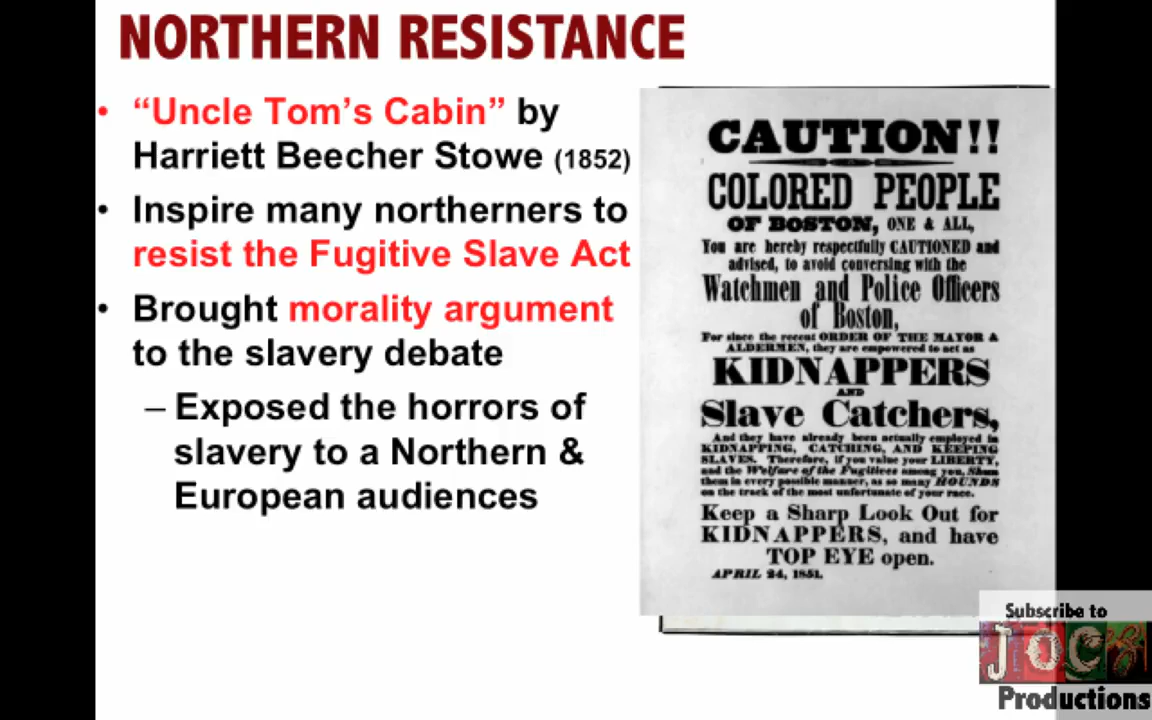 NORTHERN RESISTANCE
• “Uncle Tom’s Cabin” by
Harriett Beecher Stowe (1852)
• Inspire many northerners to
resist the Fugitive Slave Act
• Brought morality argument
to the slavery debate
– Exposed the horrors of
slavery to a Northern &
European audiences
CAUTION!!
COLORED PEOPLE
OF BOSTON, ONE & ALL,
You are hereby respectfully CAUTIONED and
advised, to avoid conversing with the
Watchmen and Police Officers
of Boston,
For since the recent ORDER OF THE MAYOR &
ALDERMEN, they are empowered to act as
KIDNAPPERS
AND
Slave Catchers,
And they have already been actually employed in
KIDNAPPING, CATCHING, AND KEEPING
SLAVES. Therefore, if you value your LIBERTY,
and the Welfare of the Fugitives among you, Shun
them in every possible manner, as so many HOUNDS
on the track of the most unfortunate of your race.
Keep a Sharp Look Out for
KIDNAPPERS, and have
TOP EYE open.
APRIL 24, 1851.
Subscribe to
JOCZ
Productions